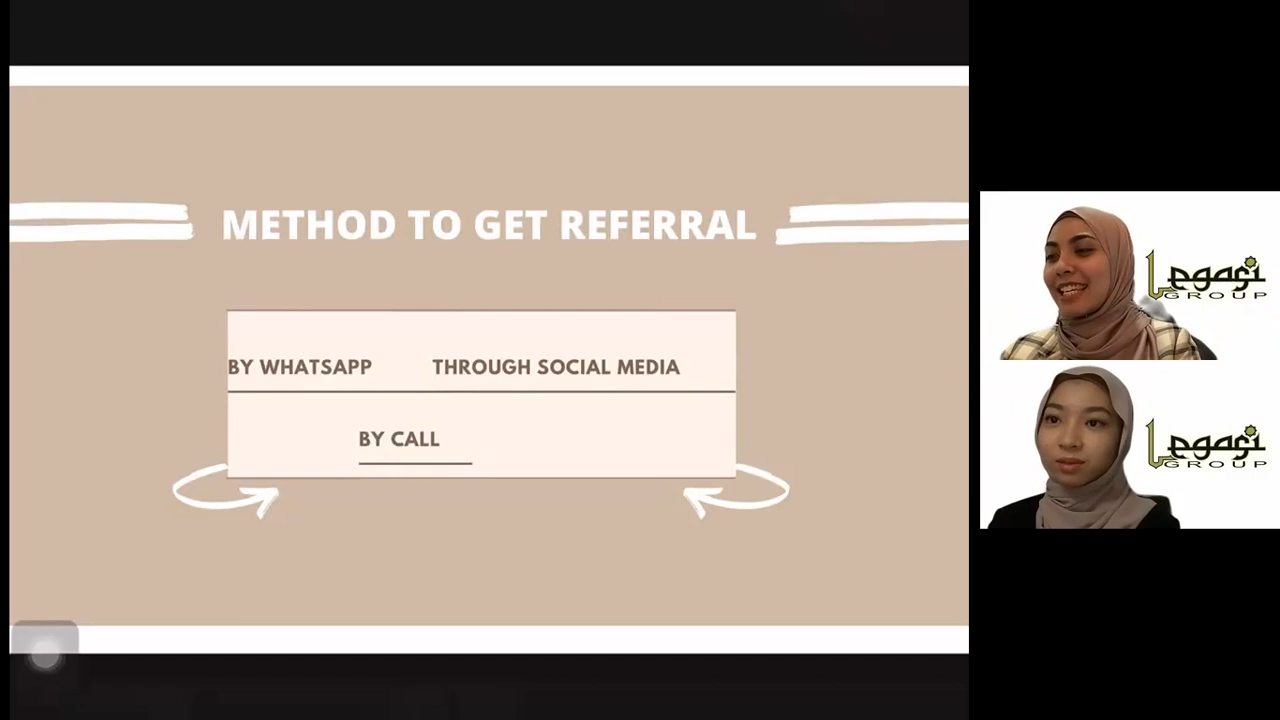 METHOD TO GET REFERRAL
BY WHATSAPP THROUGH SOCIAL MEDIA
BY CALL
Legasi
GROUP
Legasi
GROUP